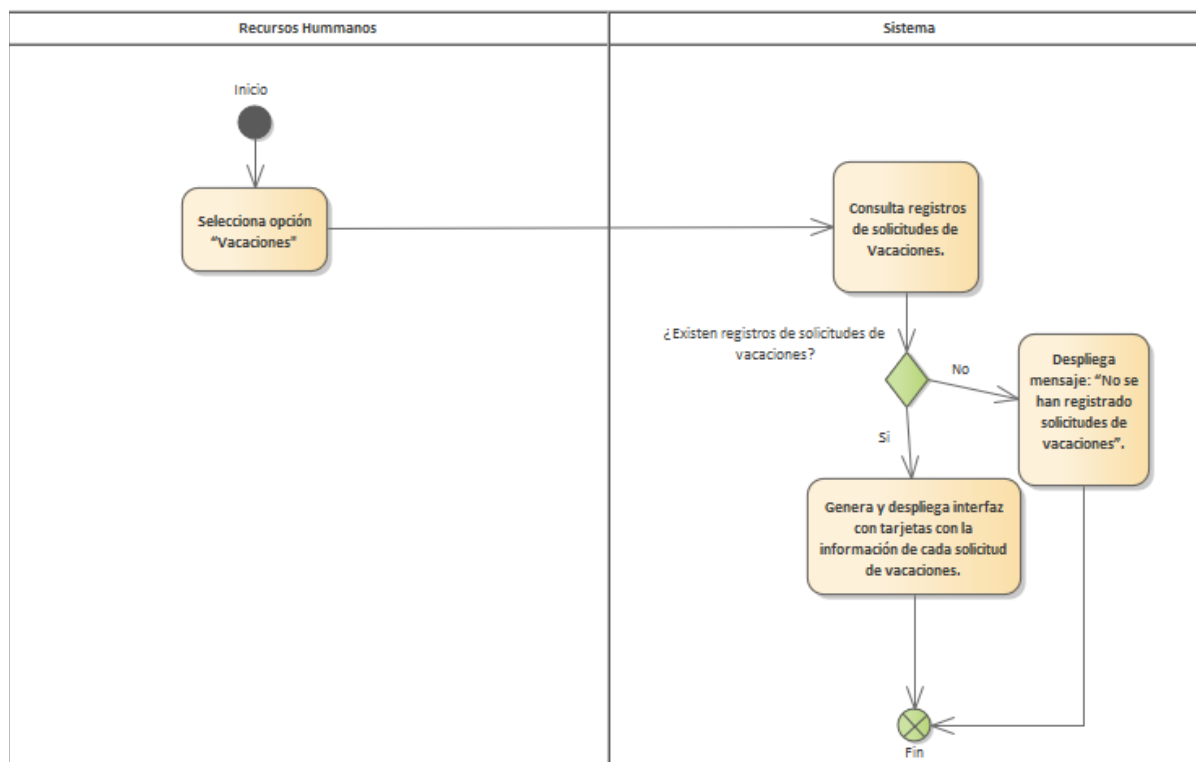 Recursos Hummanos
Sistema
Inicio
Selecciona opción
“Vacaciones”
Consulta registros
de solicitudes de
Vacaciones.
¿Existen registros de solicitudes de
vacaciones?
No
Despliega
mensaje: “No se
han registrado
solicitudes de
vacaciones”.
Si
Genera y despliega interfaz
con tarjetas con la
información de cada solicitud
de vacaciones.
Fin